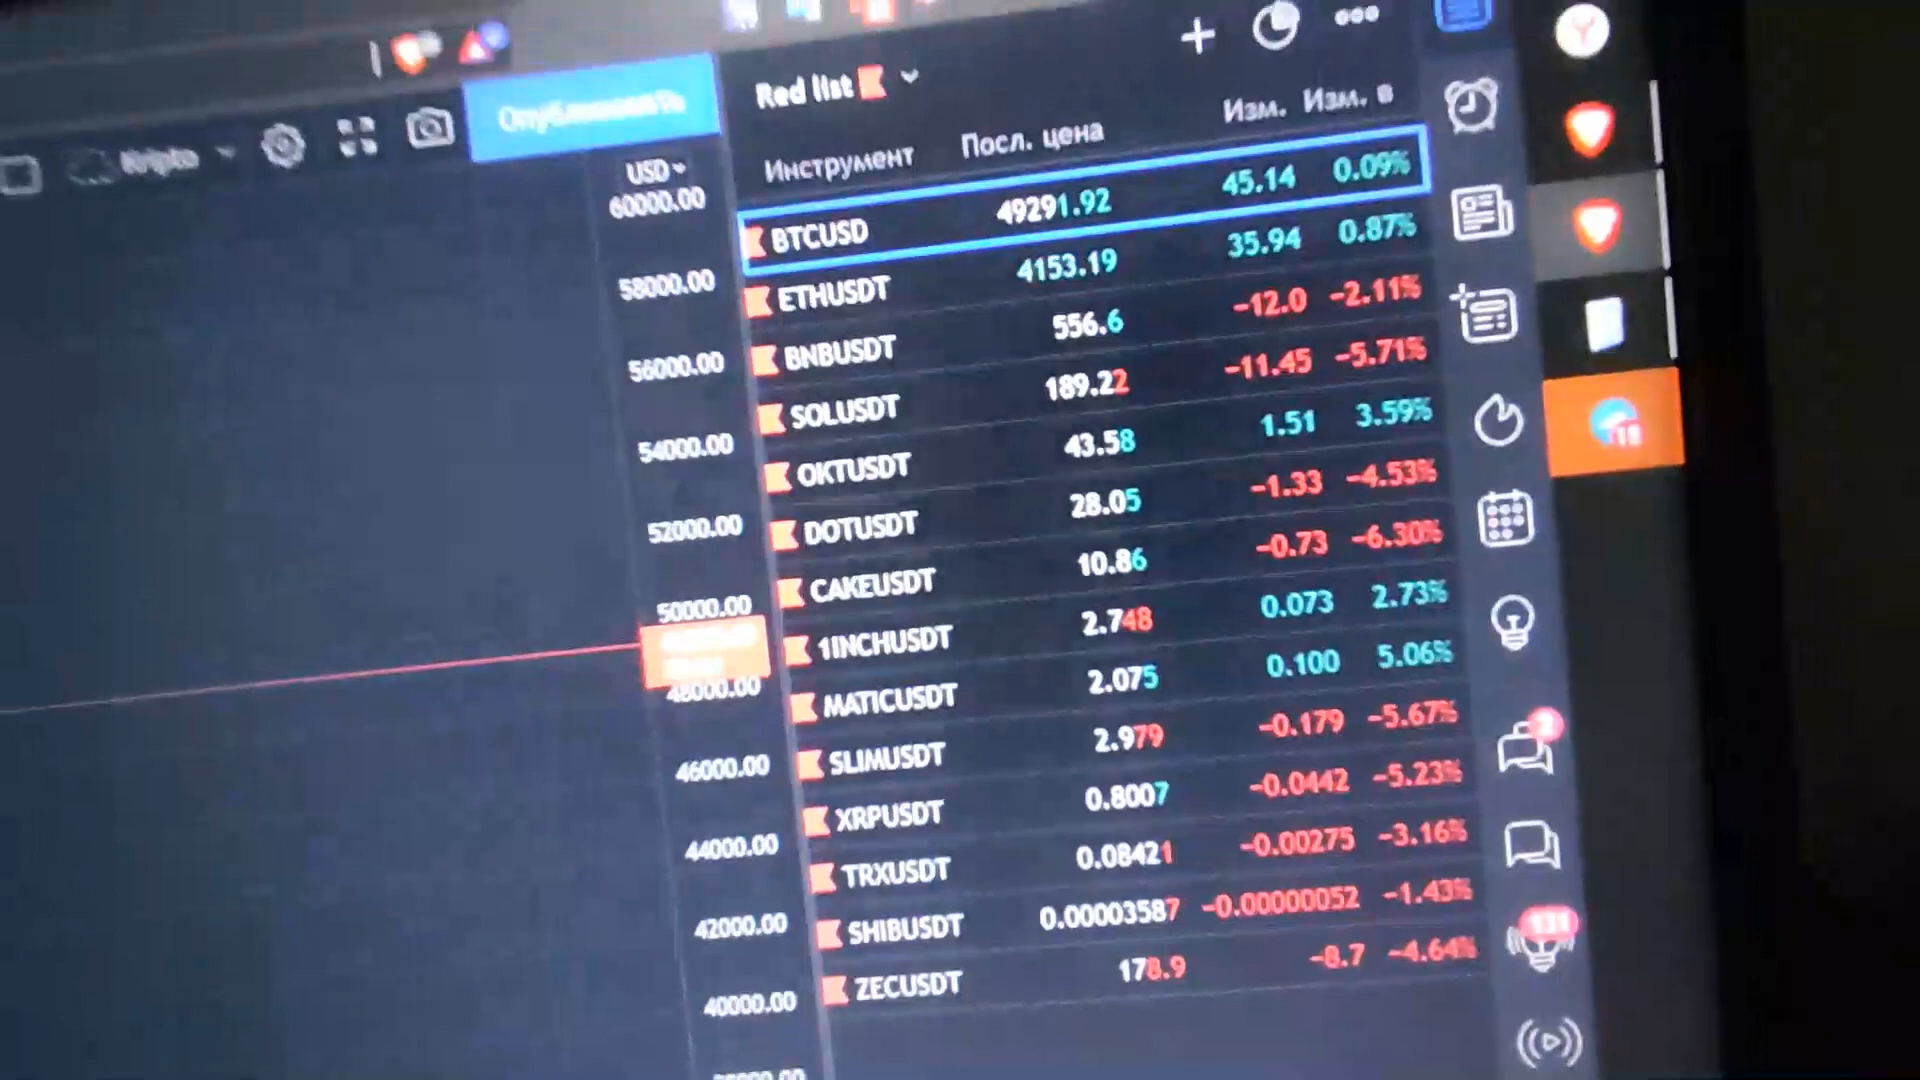 Red list
Инструмент Посл. цена Изм. Изм. в
Опубликовать
Kripto
USD
60000.00
58000.00
56000.00
54000.00
52000.00
50000.00
48000.00
46000.00
44000.00
42000.00
40000.00
BTCUSD 49291.92 45.14 0.09%
ETHUSDT 4153.19 35.94 0.87%
BNBUSDT 556.6 -12.0 -2.11%
SOLUSDT 189.22 -11.45 -5.71%
OKTUSDT 43.58 1.51 3.59%
DOTUSDT 28.05 -1.33 -4.53%
CAKEUSDT 10.86 -0.73 -6.30%
1INCHUSDT 2.748 0.073 2.73%
MATICUSDT 2.075 0.100 5.06%
SLIMUSDT 2.979 -0.179 -5.67%
XRPUSDT 0.8007 -0.0442 -5.23%
TRXUSDT 0.08421 -0.00275 -3.16%
SHIBUSDT 0.00003587 -0.00000052 -1.43%
ZECUSDT 178.9 -8.7 -4.64%
2
131
18